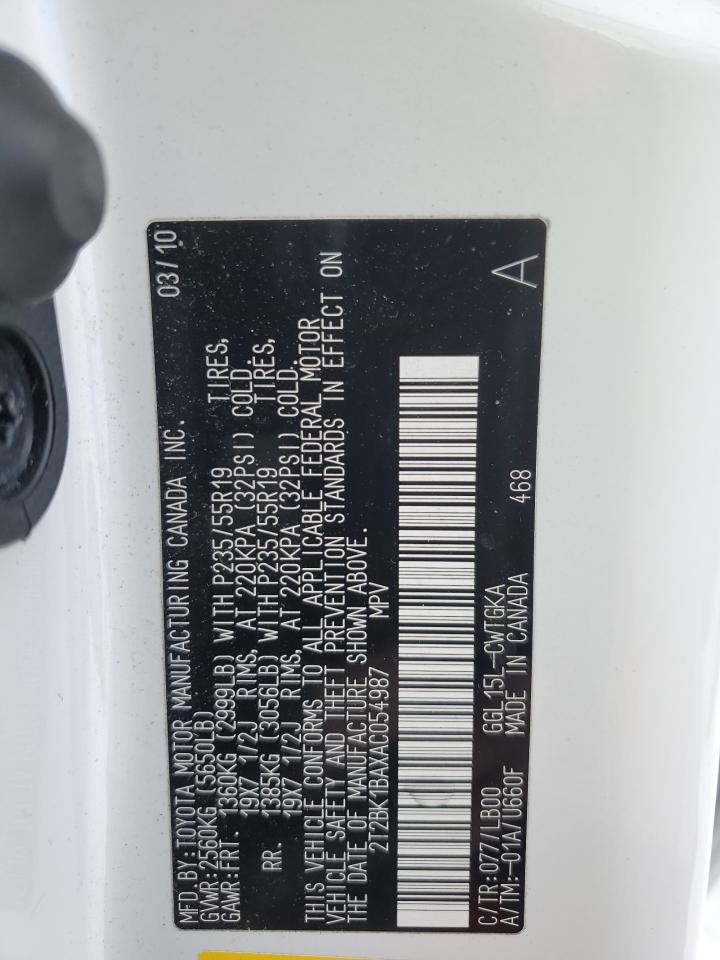 MFD. BY: TOYOTA MOTOR MANUFACTURING CANADA INC. 03/10
GVWR: 2560KG (5650LB)
GAWR: FRT. 1360KG (2999LB) WITH P235/55R19 TIRES,
19X7 1/2J RIMS, AT 220KPA (32PSI) COLD.
RR. 1385KG (3056LB) WITH P235/55R19 TIRES,
19X7 1/2J RIMS, AT 220KPA (32PSI) COLD.
THIS VEHICLE CONFORMS TO ALL APPLICABLE FEDERAL MOTOR
VEHICLE SAFETY AND THEFT PREVENTION STANDARDS IN EFFECT ON
THE DATE OF MANUFACTURE SHOWN ABOVE.
2T2BK1BAXAC054987 MPV
C/TR: 077/LB00 GGL15L-CWTGKA 468 A
A/TM: -01A/U660F MADE IN CANADA